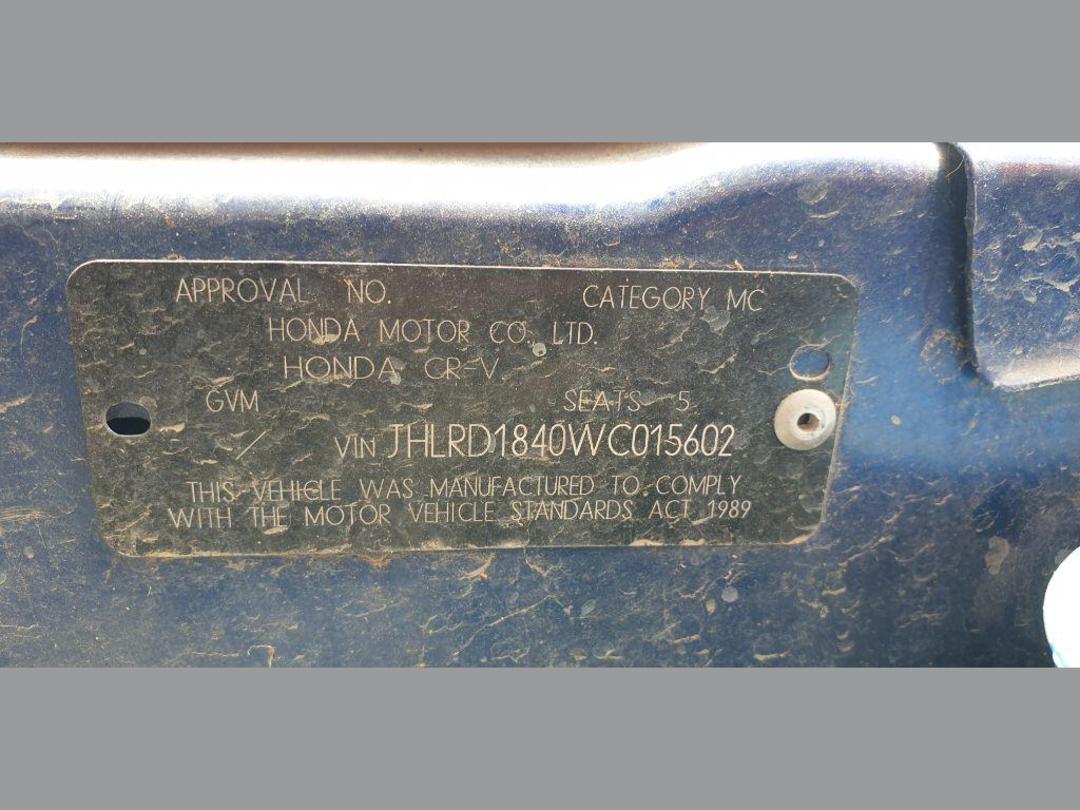 APPROVAL NO. CATEGORY MC
HONDA MOTOR CO., LTD.
HONDA CR-V
GVM SEATS 5
VIN JHLRD1840WC015602
THIS VEHICLE WAS MANUFACTURED TO COMPLY
WITH THE MOTOR VEHICLE STANDARDS ACT 1989